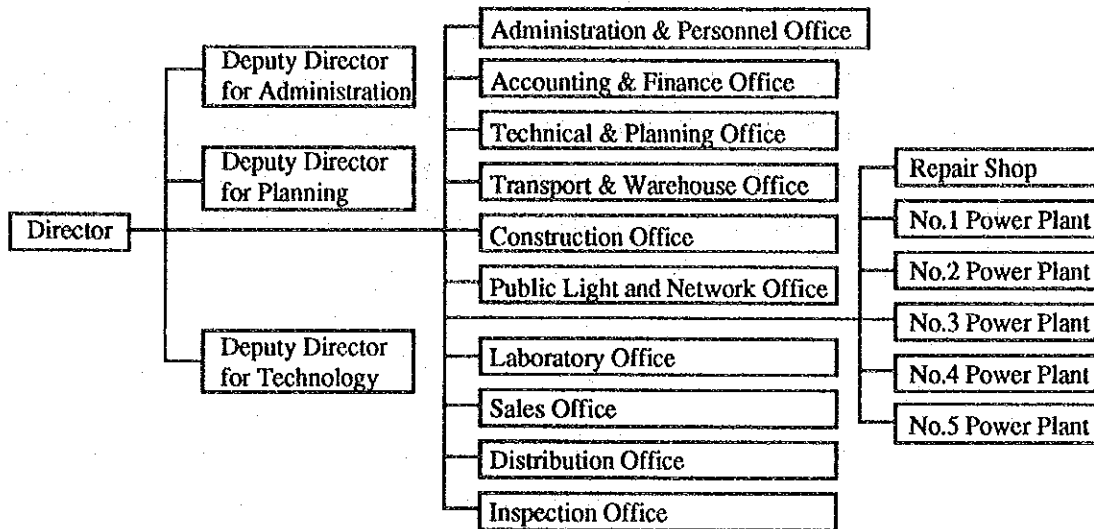 Director
Deputy Director
for Administration
Deputy Director
for Planning
Deputy Director
for Technology
Administration & Personnel Office
Accounting & Finance Office
Technical & Planning Office
Transport & Warehouse Office
Construction Office
Public Light and Network Office
Laboratory Office
Sales Office
Distribution Office
Inspection Office
Repair Shop
No.1 Power Plant
No.2 Power Plant
No.3 Power Plant
No.4 Power Plant
No.5 Power Plant